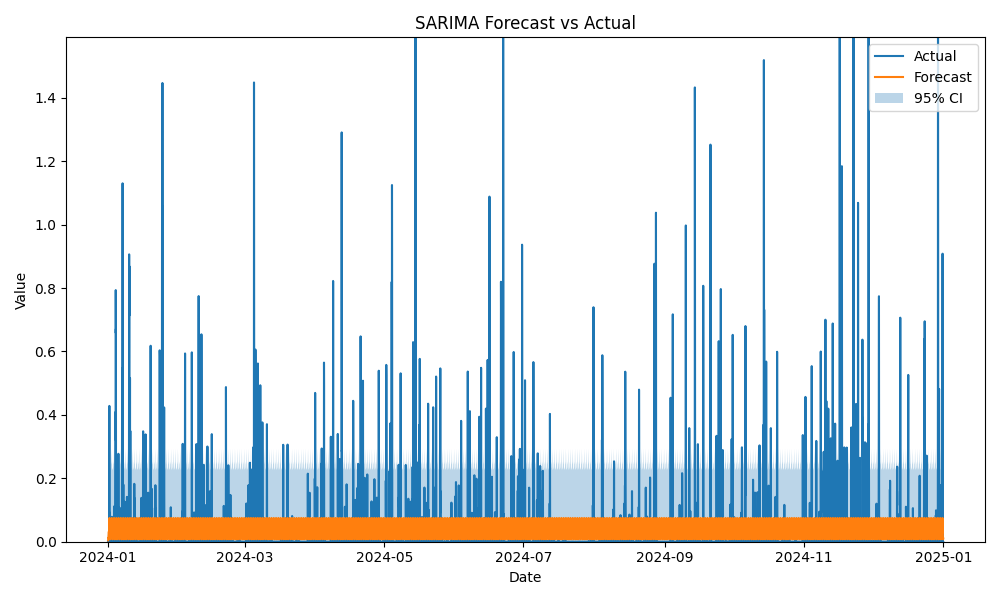 SARIMA Forecast vs Actual
Actual
Forecast
95% CI
Value
1.4
1.2
1.0
0.8
0.6
0.4
0.2
0.0
2024-01
2024-03
2024-05
2024-07
2024-09
2024-11
2025-01
Date